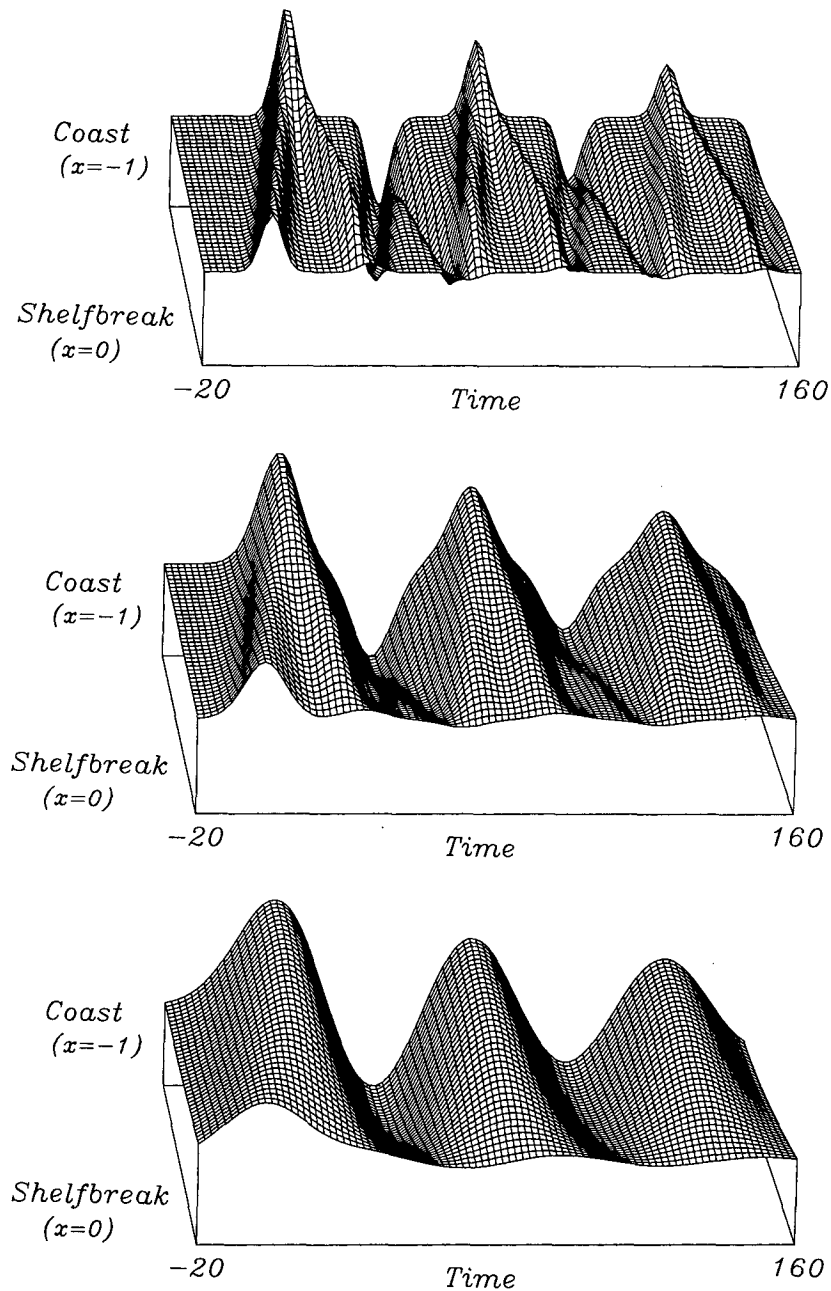 Coast
(x=-1)
Shelfbreak
(x=0)
-20
Time
160
Coast
(x=-1)
Shelfbreak
(x=0)
-20
Time
160
Coast
(x=-1)
Shelfbreak
(x=0)
-20
Time
160